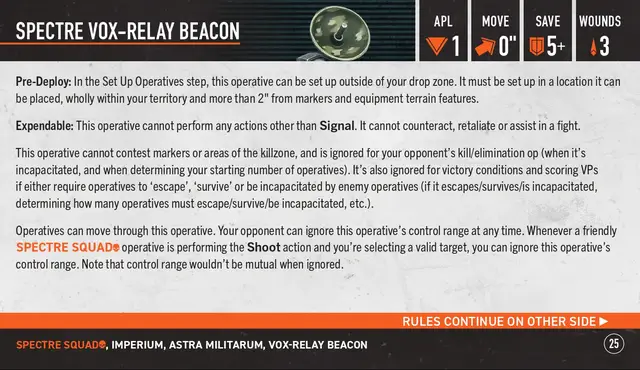 SPECTRE VOX-RELAY BEACON
APL
1
MOVE
0"
SAVE
5+
WOUNDS
3
Pre-Deploy: In the Set Up Operatives step, this operative can be set up outside of your drop zone. It must be set up in a location it can
be placed, wholly within your territory and more than 2" from markers and equipment terrain features.
Expendable: This operative cannot perform any actions other than Signal. It cannot counteract, retaliate or assist in a fight.
This operative cannot contest markers or areas of the killzone, and is ignored for your opponent's kill/elimination op (when it's
incapacitated, and when determining your starting number of operatives). It's also ignored for victory conditions and scoring VPs
if either require operatives to ‘escape’, ‘survive’ or be incapacitated by enemy operatives (if it escapes/survives/is incapacitated,
determining how many operatives must escape/survive/be incapacitated, etc.).
Operatives can move through this operative. Your opponent can ignore this operative's control range at any time. Whenever a friendly
SPECTRE SQUAD operative is performing the Shoot action and you're selecting a valid target, you can ignore this operative's
control range. Note that control range wouldn't be mutual when ignored.
RULES CONTINUE ON OTHER SIDE ▶
SPECTRE SQUAD, IMPERIUM, ASTRA MILITARUM, VOX-RELAY BEACON
25